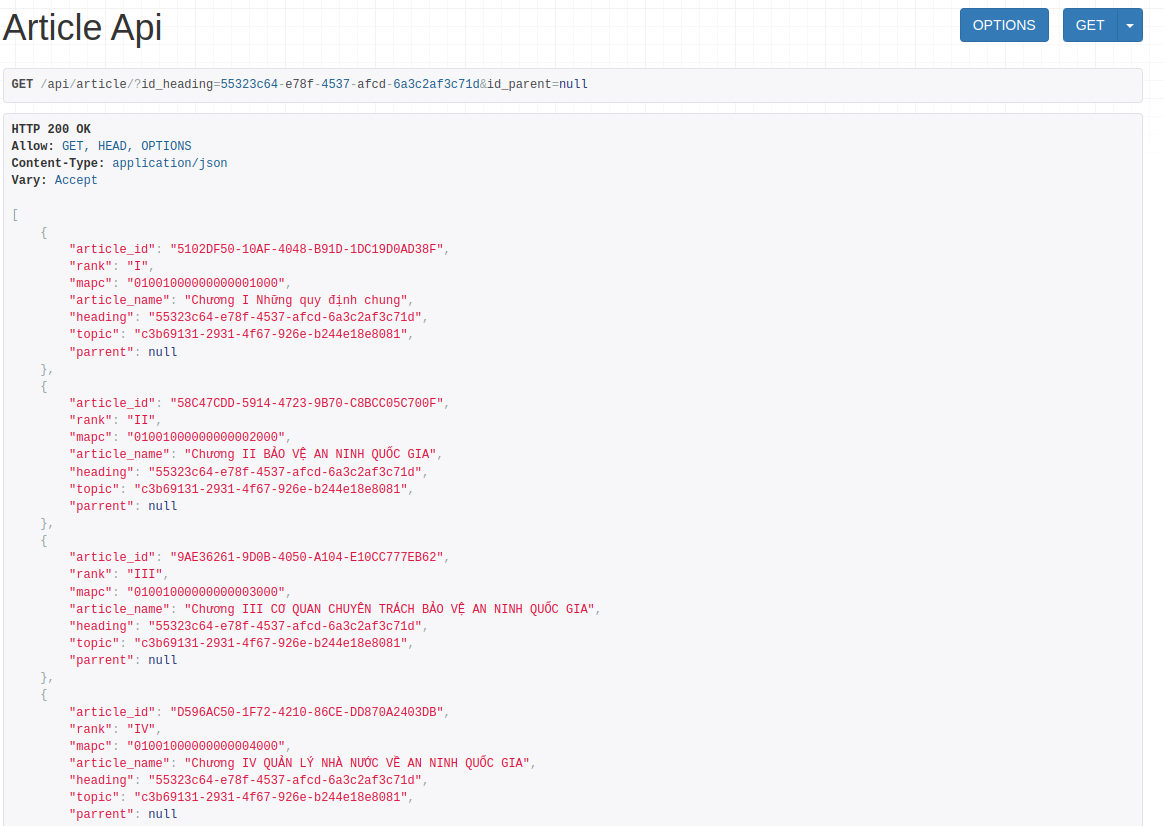 Article Api
OPTIONS
GET
GET /api/article/?id_heading=55323c64-e78f-4537-afcd-6a3c2af3c71d&id_parent=null
HTTP 200 OK
Allow: GET, HEAD, OPTIONS
Content-Type: application/json
Vary: Accept
[
{
"article_id": "5102DF50-10AF-4048-B91D-1DC19D0AD38F",
"rank": "I",
"mapc": "01001000000000001000",
"article_name": "Chương I Những quy định chung",
"heading": "55323c64-e78f-4537-afcd-6a3c2af3c71d",
"topic": "c3b69131-2931-4f67-926e-b244e18e8081",
"parrent": null
},
{
"article_id": "58C47CDD-5914-4723-9B70-C8BCC05C700F",
"rank": "II",
"mapc": "01001000000000002000",
"article_name": "Chương II BẢO VỆ AN NINH QUỐC GIA",
"heading": "55323c64-e78f-4537-afcd-6a3c2af3c71d",
"topic": "c3b69131-2931-4f67-926e-b244e18e8081",
"parrent": null
},
{
"article_id": "9AE36261-9D0B-4050-A104-E10CC777EB62",
"rank": "III",
"mapc": "01001000000000003000",
"article_name": "Chương III CƠ QUAN CHUYÊN TRÁCH BẢO VỆ AN NINH QUỐC GIA",
"heading": "55323c64-e78f-4537-afcd-6a3c2af3c71d",
"topic": "c3b69131-2931-4f67-926e-b244e18e8081",
"parrent": null
},
{
"article_id": "D596AC50-1F72-4210-86CE-DD870A2403DB",
"rank": "IV",
"mapc": "01001000000000004000",
"article_name": "Chương IV QUẢN LÝ NHÀ NƯỚC VỀ AN NINH QUỐC GIA",
"heading": "55323c64-e78f-4537-afcd-6a3c2af3c71d",
"topic": "c3b69131-2931-4f67-926e-b244e18e8081",
"parrent": null